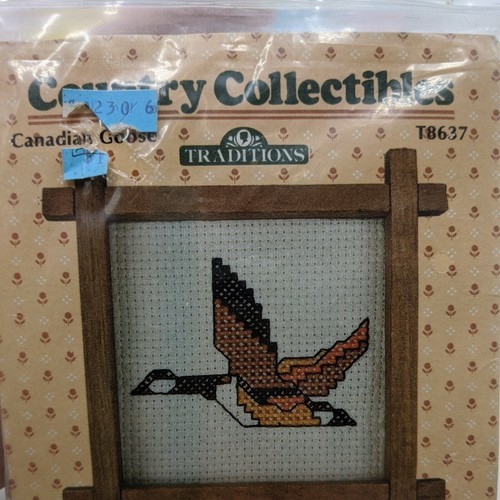 Country Collectibles
Canadian Goose
T8637
TRADITIONS